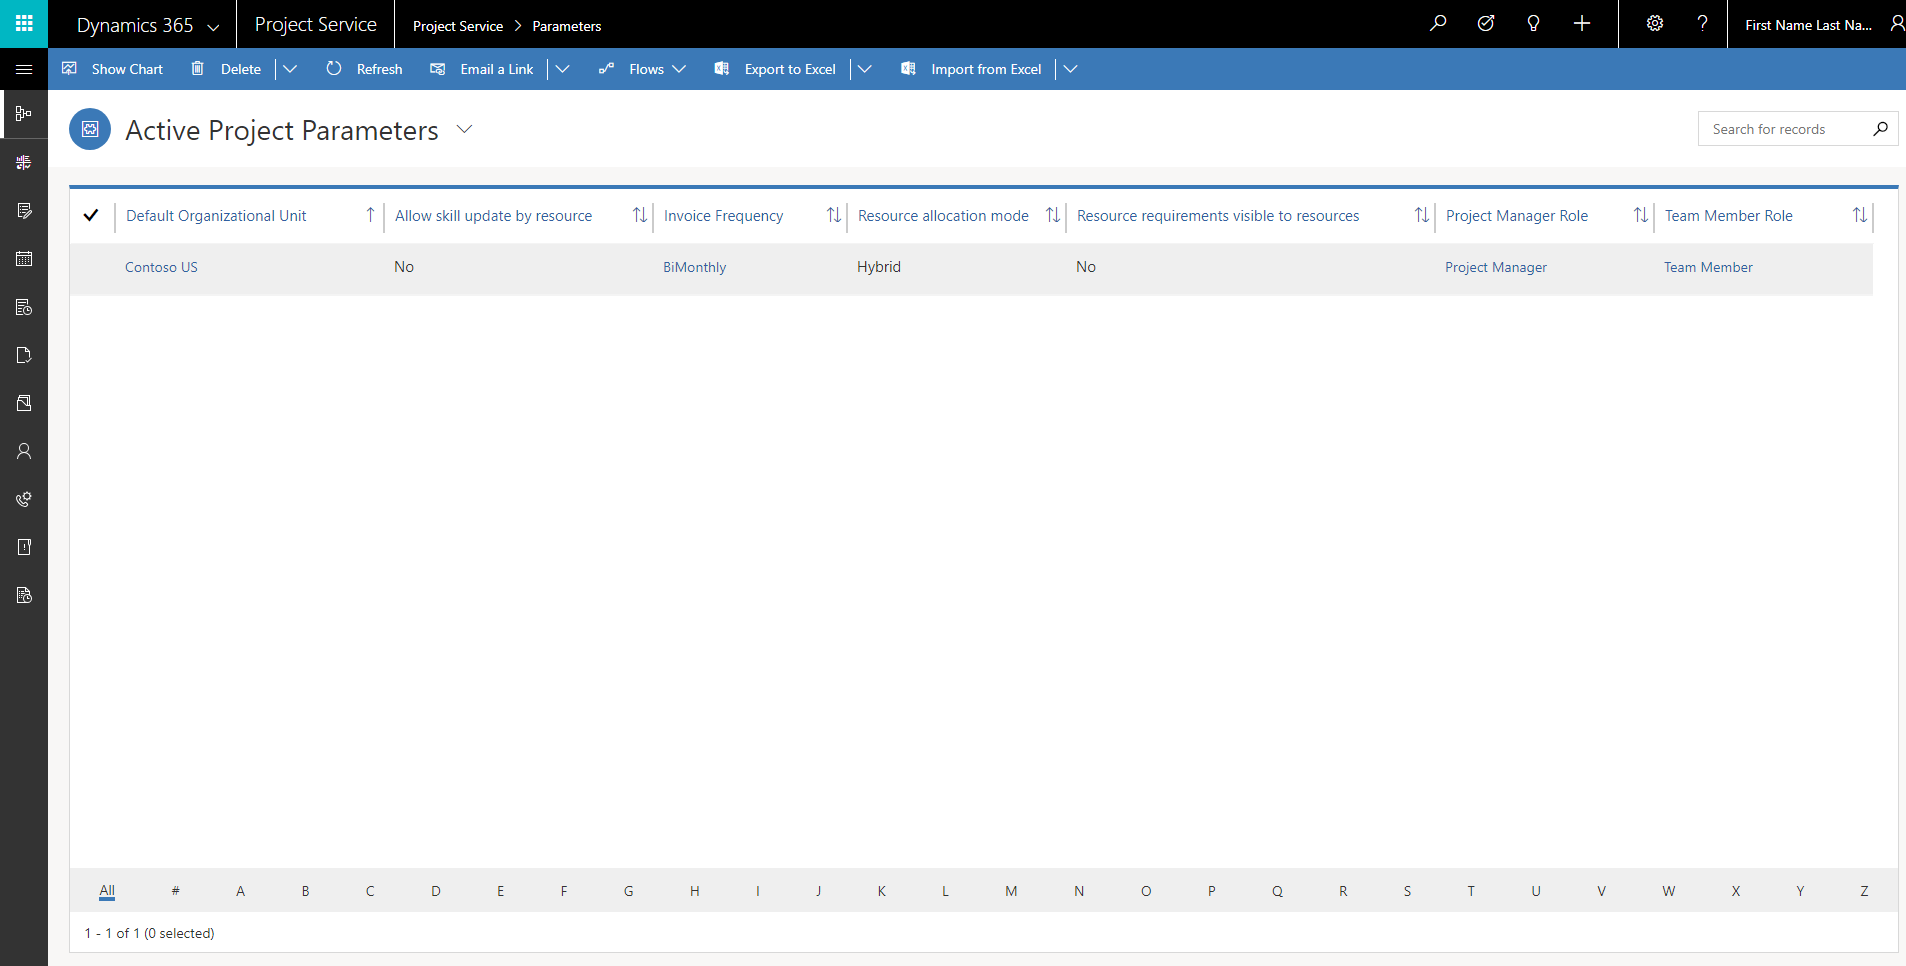 Dynamics 365 Project Service Project Service > Parameters ? First Name Last Na...
Show Chart Delete Refresh Email a Link Flows Export to Excel Import from Excel
Active Project Parameters
Search for records
Default Organizational Unit Allow skill update by resource Invoice Frequency Resource allocation mode Resource requirements visible to resources Project Manager Role Team Member Role
Contoso US No BiMonthly Hybrid No Project Manager Team Member
All # A B C D E F G H I J K L M N O P Q R S T U V W X Y Z
1 - 1 of 1 (0 selected)